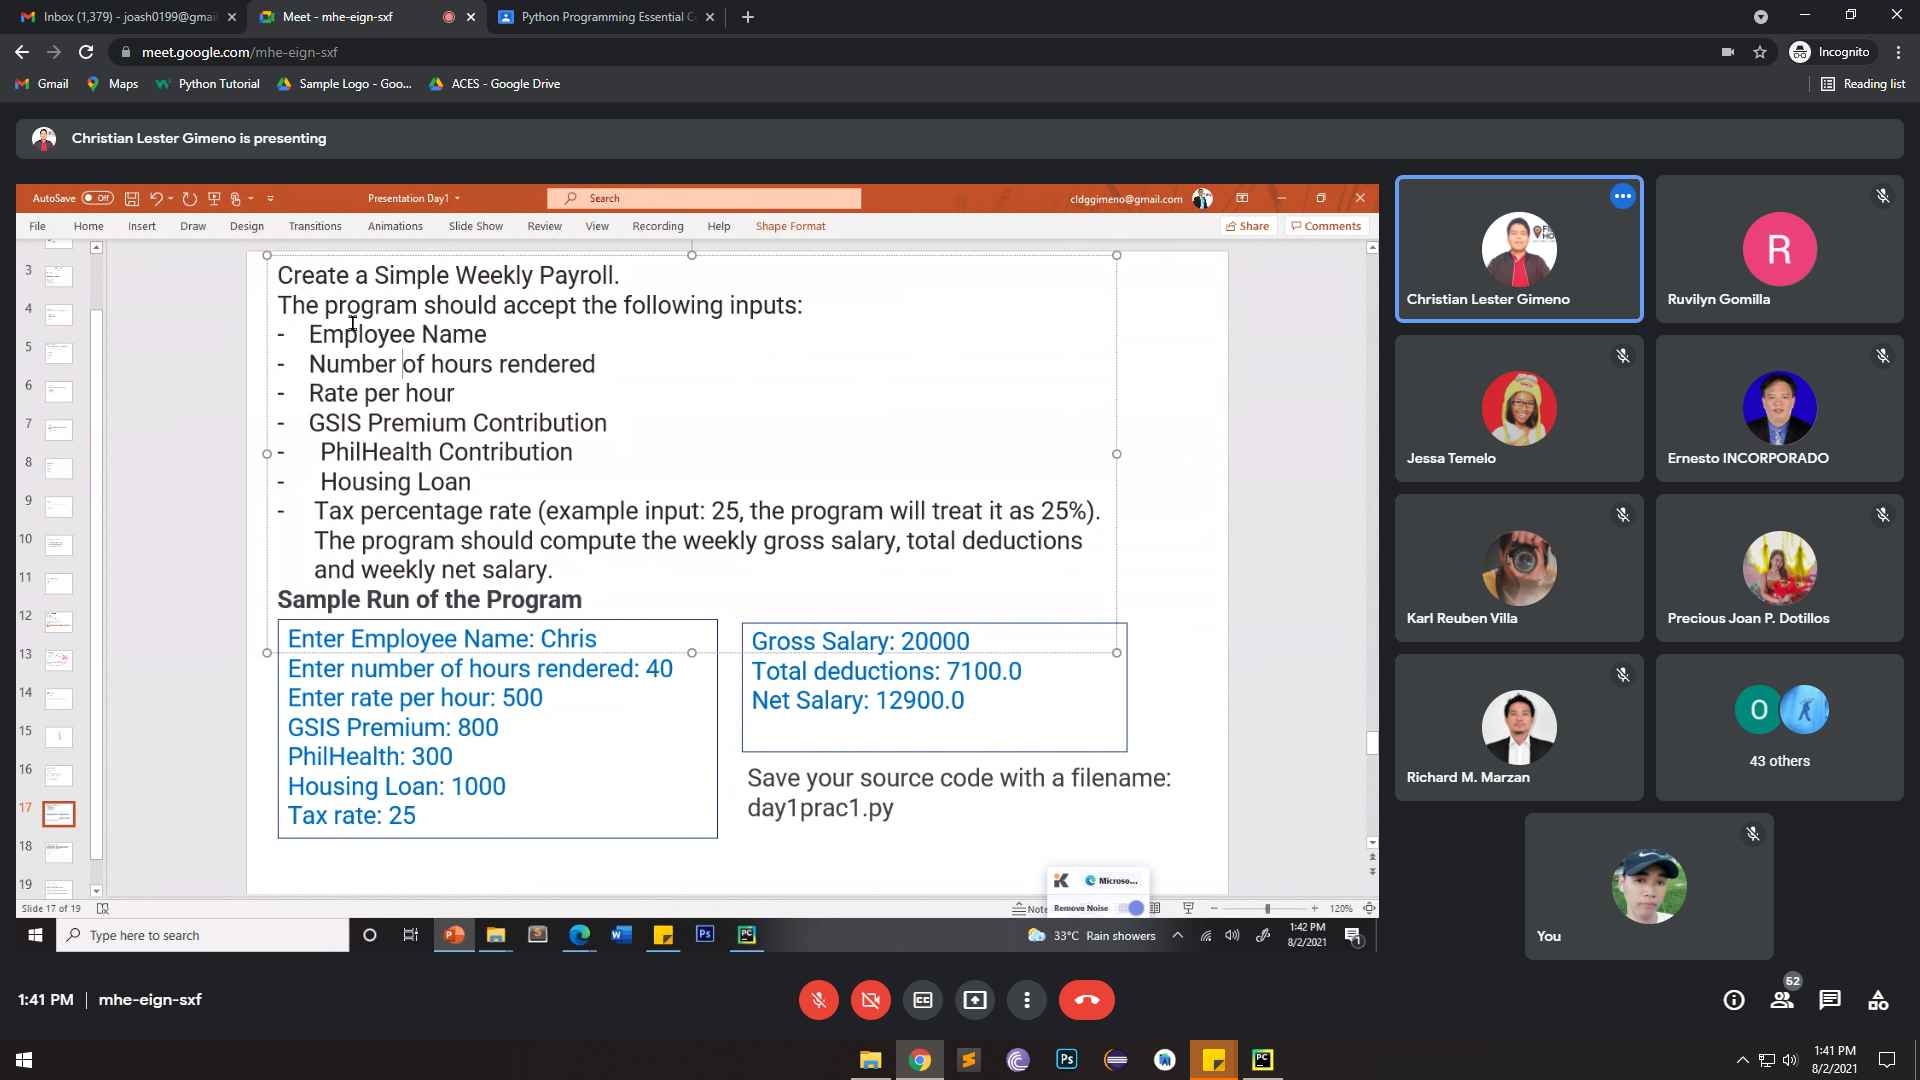 Inbox (1,379) - joash0199@gmai
Meet - mhe-eign-sxf
Python Programming Essential C
meet.google.com/mhe-eign-sxf
Incognito
Gmail
Maps
Python Tutorial
Sample Logo - Goo...
ACES - Google Drive
Reading list
Christian Lester Gimeno is presenting
AutoSave Off
Presentation Day1
Search
cldggimeno@gmail.com
File Home Insert Draw Design Transitions Animations Slide Show Review View Recording Help Shape Format
Share
Comments
3
4
5
6
7
8
9
10
11
12
13
14
15
16
17
18
19
Create a Simple Weekly Payroll.
The program should accept the following inputs:
- Employee Name
- Number of hours rendered
- Rate per hour
- GSIS Premium Contribution
- PhilHealth Contribution
- Housing Loan
- Tax percentage rate (example input: 25, the program will treat it as 25%).
The program should compute the weekly gross salary, total deductions
and weekly net salary.
Sample Run of the Program
Enter Employee Name: Chris
Enter number of hours rendered: 40
Enter rate per hour: 500
GSIS Premium: 800
PhilHealth: 300
Housing Loan: 1000
Tax rate: 25
Gross Salary: 20000
Total deductions: 7100.0
Net Salary: 12900.0
Save your source code with a filename:
day1prac1.py
Microso...
Remove Noise
Slide 17 of 19
Note
120%
Type here to search
33°C Rain showers
1:42 PM
8/2/2021
Christian Lester Gimeno
R
Ruvilyn Gomilla
Jessa Temelo
Ernesto INCORPORADO
Karl Reuben Villa
Precious Joan P. Dotillos
Richard M. Marzan
O
43 others
You
1:41 PM | mhe-eign-sxf
52
1:41 PM
8/2/2021